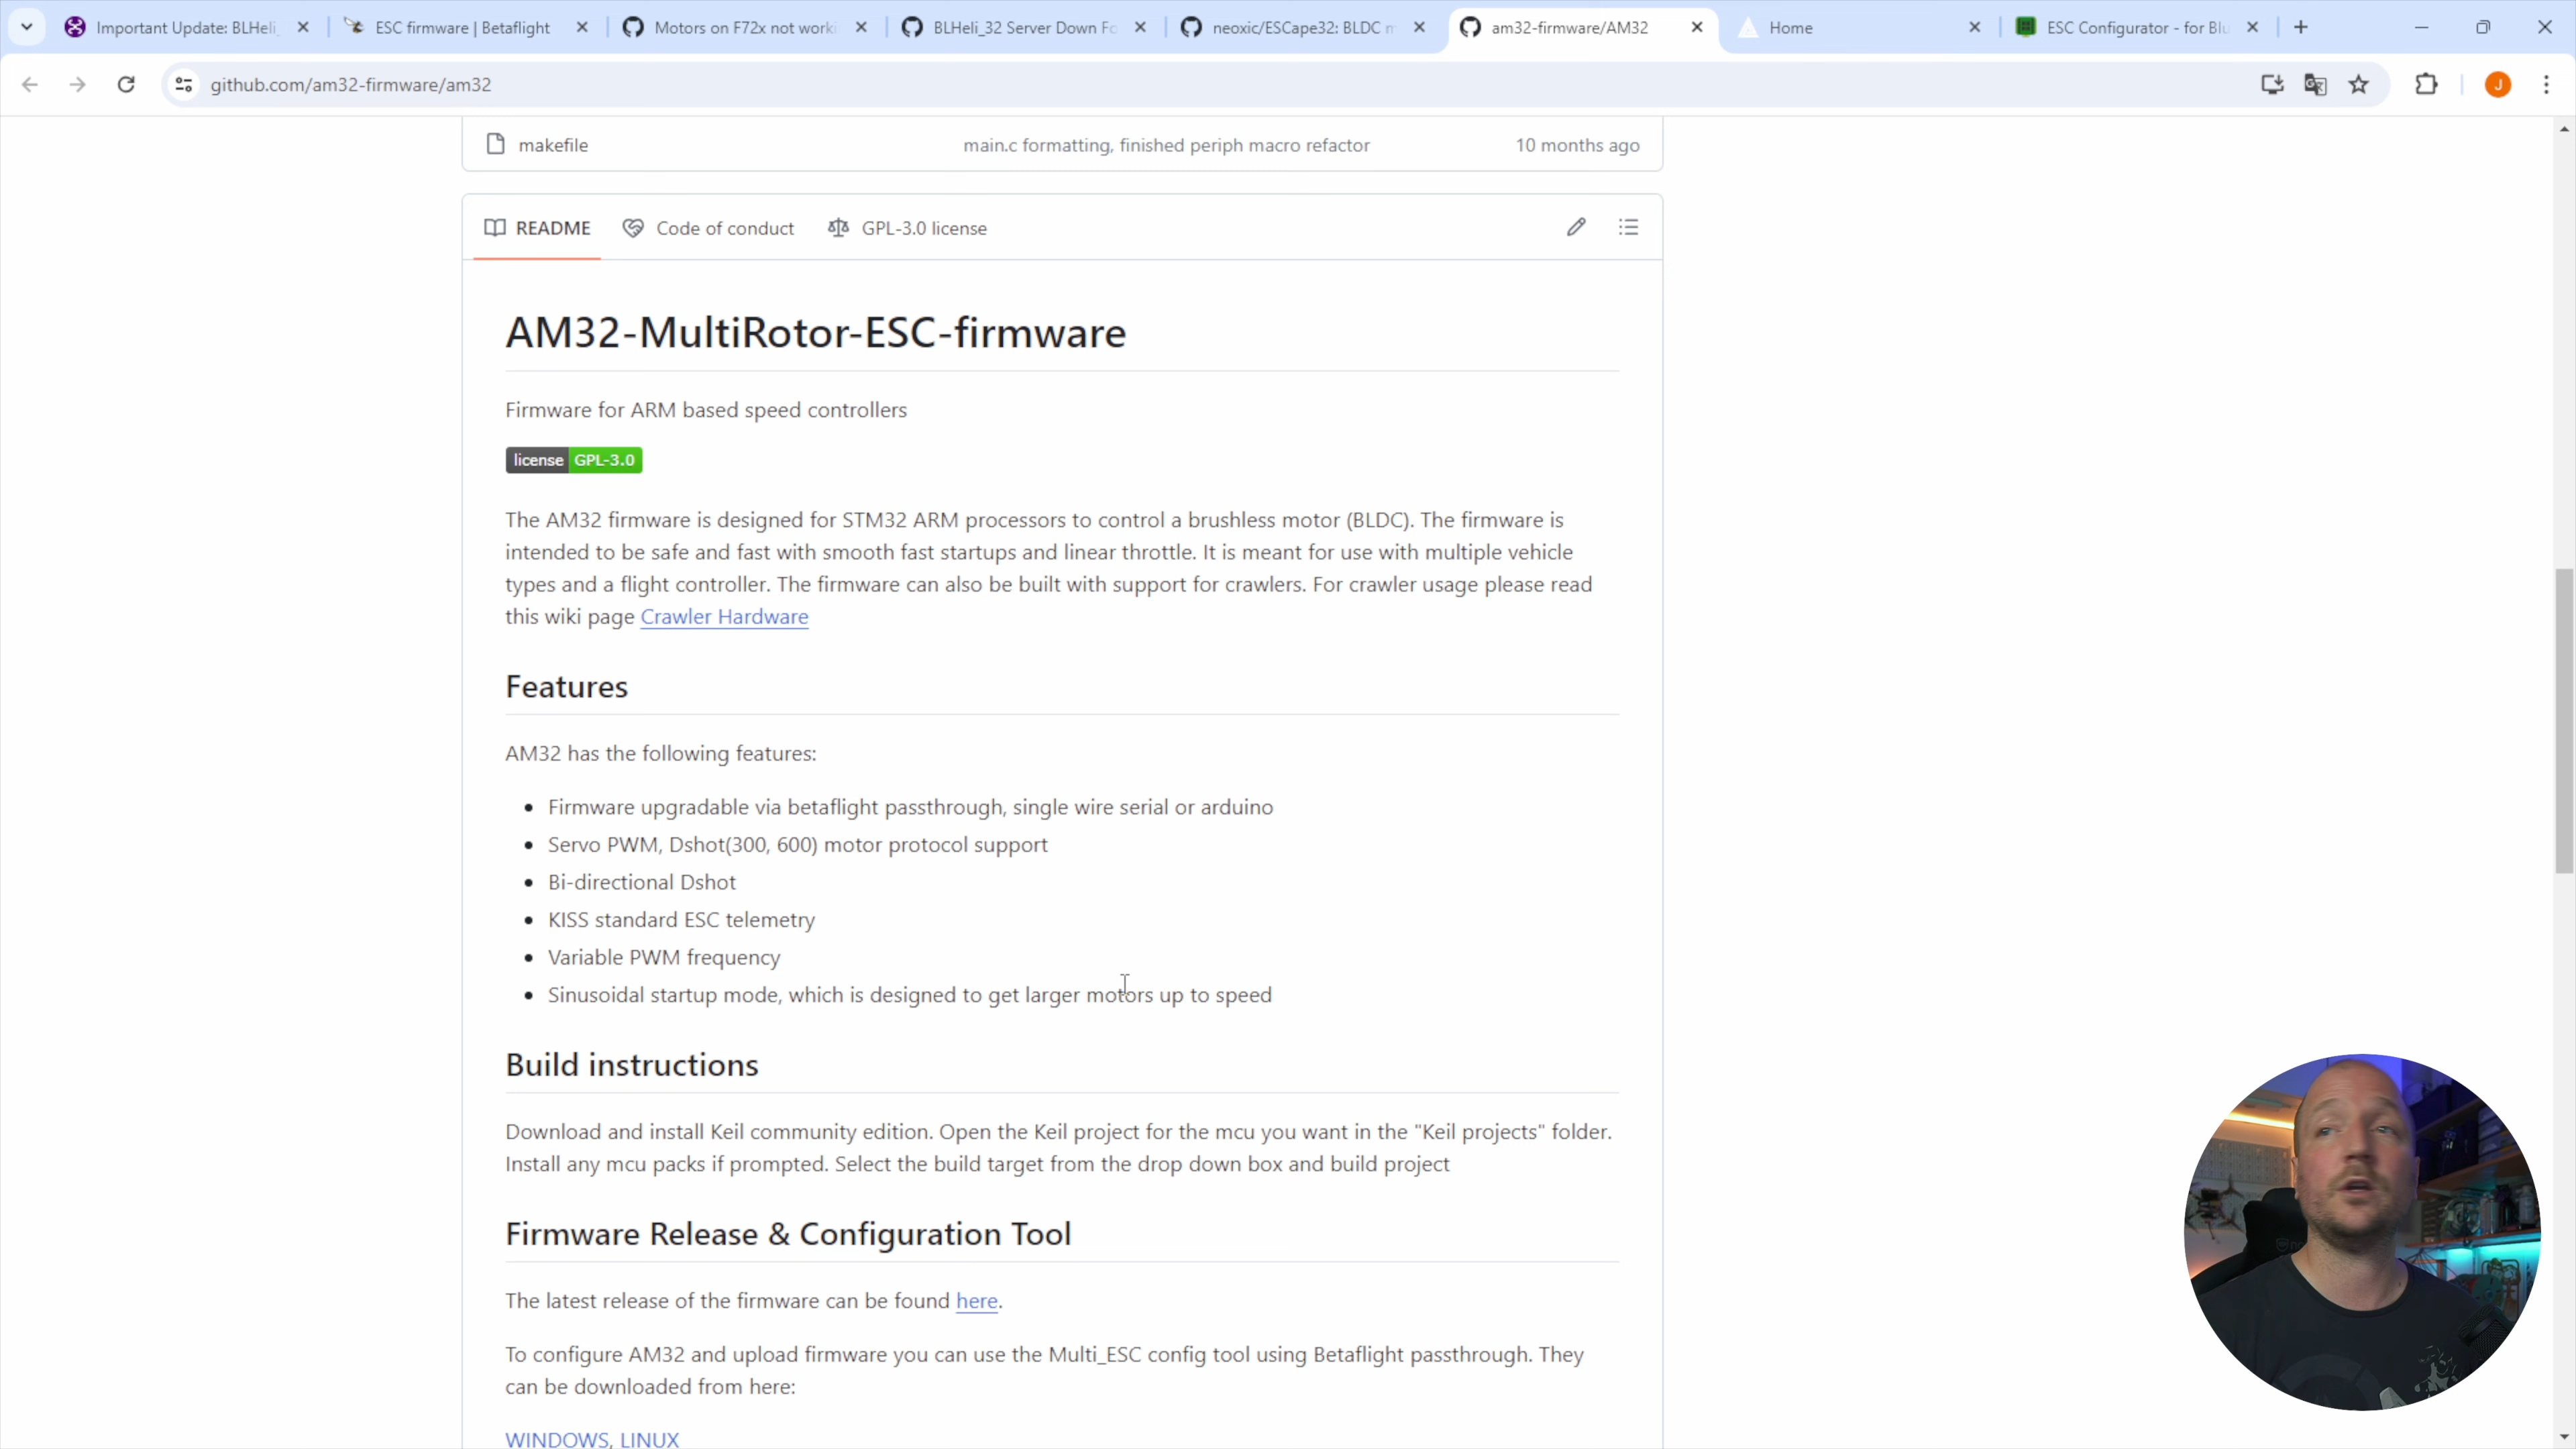 Important Update: BLHeli_
ESC firmware | Betaflight
Motors on F72x not worki
BLHeli_32 Server Down Fo
neoxic/ESCape32: BLDC m
am32-firmware/AM32
Home
ESC Configurator - for Blu
github.com/am32-firmware/am32
J
makefile
main.c formatting, finished periph macro refactor
10 months ago
README
Code of conduct
GPL-3.0 license
AM32-MultiRotor-ESC-firmware
Firmware for ARM based speed controllers
license GPL-3.0
The AM32 firmware is designed for STM32 ARM processors to control a brushless motor (BLDC). The firmware is
intended to be safe and fast with smooth fast startups and linear throttle. It is meant for use with multiple vehicle
types and a flight controller. The firmware can also be built with support for crawlers. For crawler usage please read
this wiki page Crawler Hardware
Features
AM32 has the following features:
• Firmware upgradable via betaflight passthrough, single wire serial or arduino
• Servo PWM, Dshot(300, 600) motor protocol support
• Bi-directional Dshot
• KISS standard ESC telemetry
• Variable PWM frequency
• Sinusoidal startup mode, which is designed to get larger motors up to speed
Build instructions
Download and install Keil community edition. Open the Keil project for the mcu you want in the "Keil projects" folder.
Install any mcu packs if prompted. Select the build target from the drop down box and build project
Firmware Release & Configuration Tool
The latest release of the firmware can be found here.
To configure AM32 and upload firmware you can use the Multi_ESC config tool using Betaflight passthrough. They
can be downloaded from here:
WINDOWS, LINUX